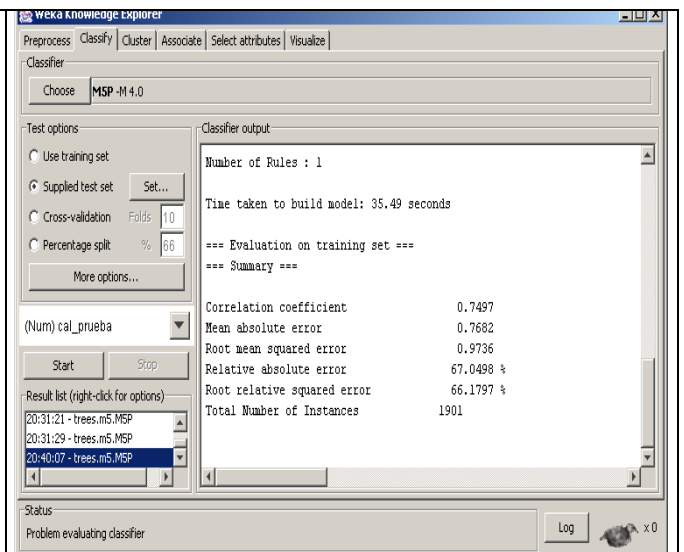 Weka Knowledge Explorer
Preprocess Classify Cluster Associate Select attributes Visualize
Classifier
Choose M5P -M 4.0
Test options
Use training set
Supplied test set Set...
Cross-validation Folds 10
Percentage split % 66
More options...
(Num) cal_prueba
Start Stop
Result list (right-click for options)
20:31:21 - trees.m5.M5P
20:31:29 - trees.m5.M5P
20:40:07 - trees.m5.M5P
Classifier output
Number of Rules : 1
Time taken to build model: 35.49 seconds
=== Evaluation on training set ===
=== Summary ===
Correlation coefficient 0.7497
Mean absolute error 0.7682
Root mean squared error 0.9736
Relative absolute error 67.0498 %
Root relative squared error 66.1797 %
Total Number of Instances 1901
Status
Problem evaluating classifier
Log x 0